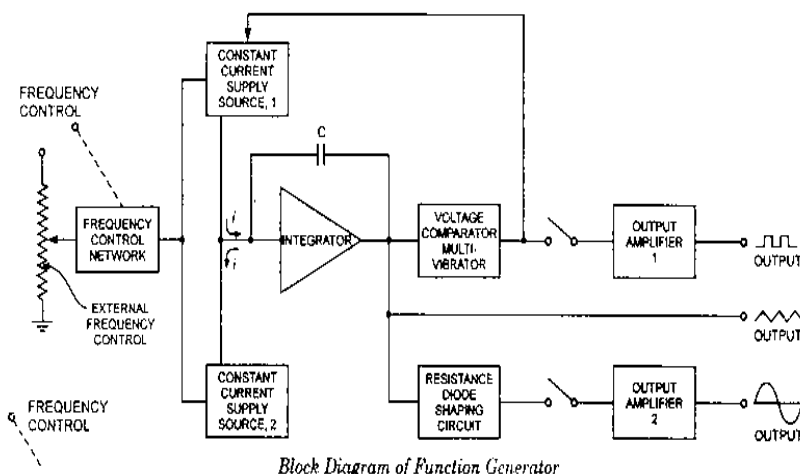 CONSTANT
CURRENT
SUPPLY
SOURCE, 1
FREQUENCY
CONTROL
C
FREQUENCY
CONTROL
NETWORK
i
i
INTEGRATOR
VOLTAGE
COMPARATOR
MULTI-
VIBRATOR
OUTPUT
AMPLIFIER
1
OUTPUT
EXTERNAL
FREQUENCY
CONTROL
OUTPUT
CONSTANT
CURRENT
SUPPLY
SOURCE, 2
RESISTANCE
DIODE
SHAPING
CIRCUIT
OUTPUT
AMPLIFIER
2
OUTPUT
FREQUENCY
CONTROL
Block Diagram of Function Generator